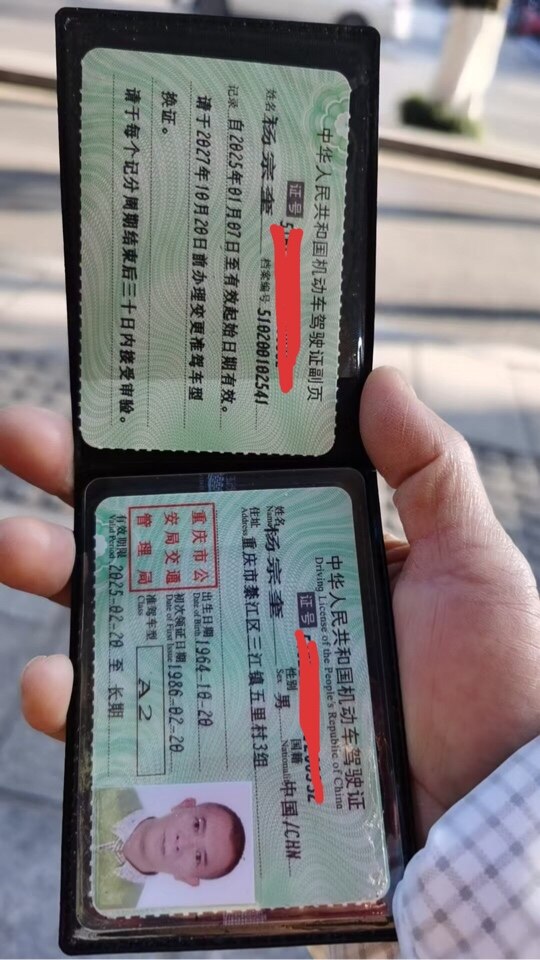 中华人民共和国机动车驾驶证副页
证号
姓名 杨宗奎 档案编号 510200102541
记录 自2025年01月07日至有效起始日期有效。
请于2027年10月20日前办理变更准驾车型
换证。
请于每个记分周期结束后三十日内接受审验。
中华人民共和国机动车驾驶证
Driving License of the People's Republic of China
证号
姓名 杨宗奎 性别 男 国籍 中国/CHN
Name Sex Nationality
住址 重庆市綦江区三江镇五里村3组
Address
重庆市公
安局交通
管理局
出生日期 1964-10-20
Date of Birth
初次领证日期 1986-02-20
Date of First Issue
准驾车型 A2
Class
有效期限 2025-02-20 至 长期
Valid Period